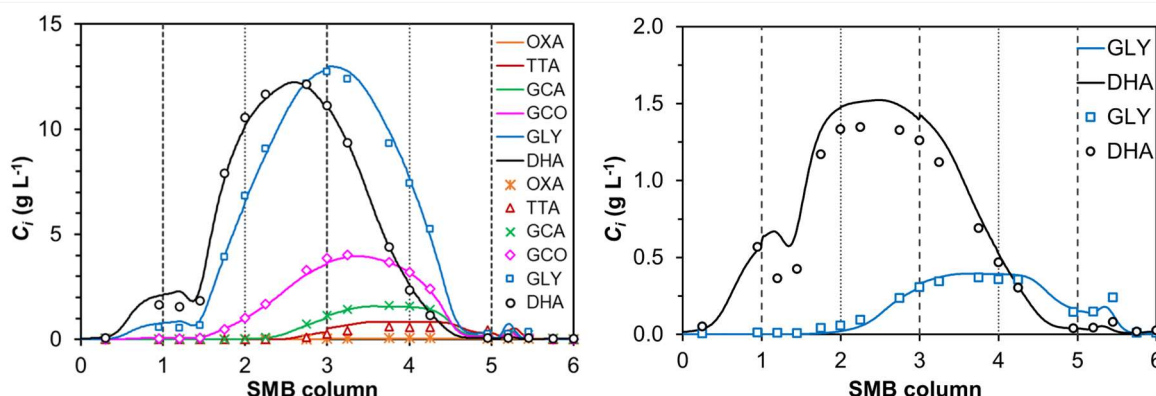 15
10
5
0
C_i (g L⁻¹)
0 1 2 3 4 5 6
SMB column
OXA
TTA
GCA
GCO
GLY
DHA
OXA
TTA
GCA
GCO
GLY
DHA
2.0
1.5
1.0
0.5
0.0
C_i (g L⁻¹)
0 1 2 3 4 5 6
SMB column
GLY
DHA
GLY
DHA